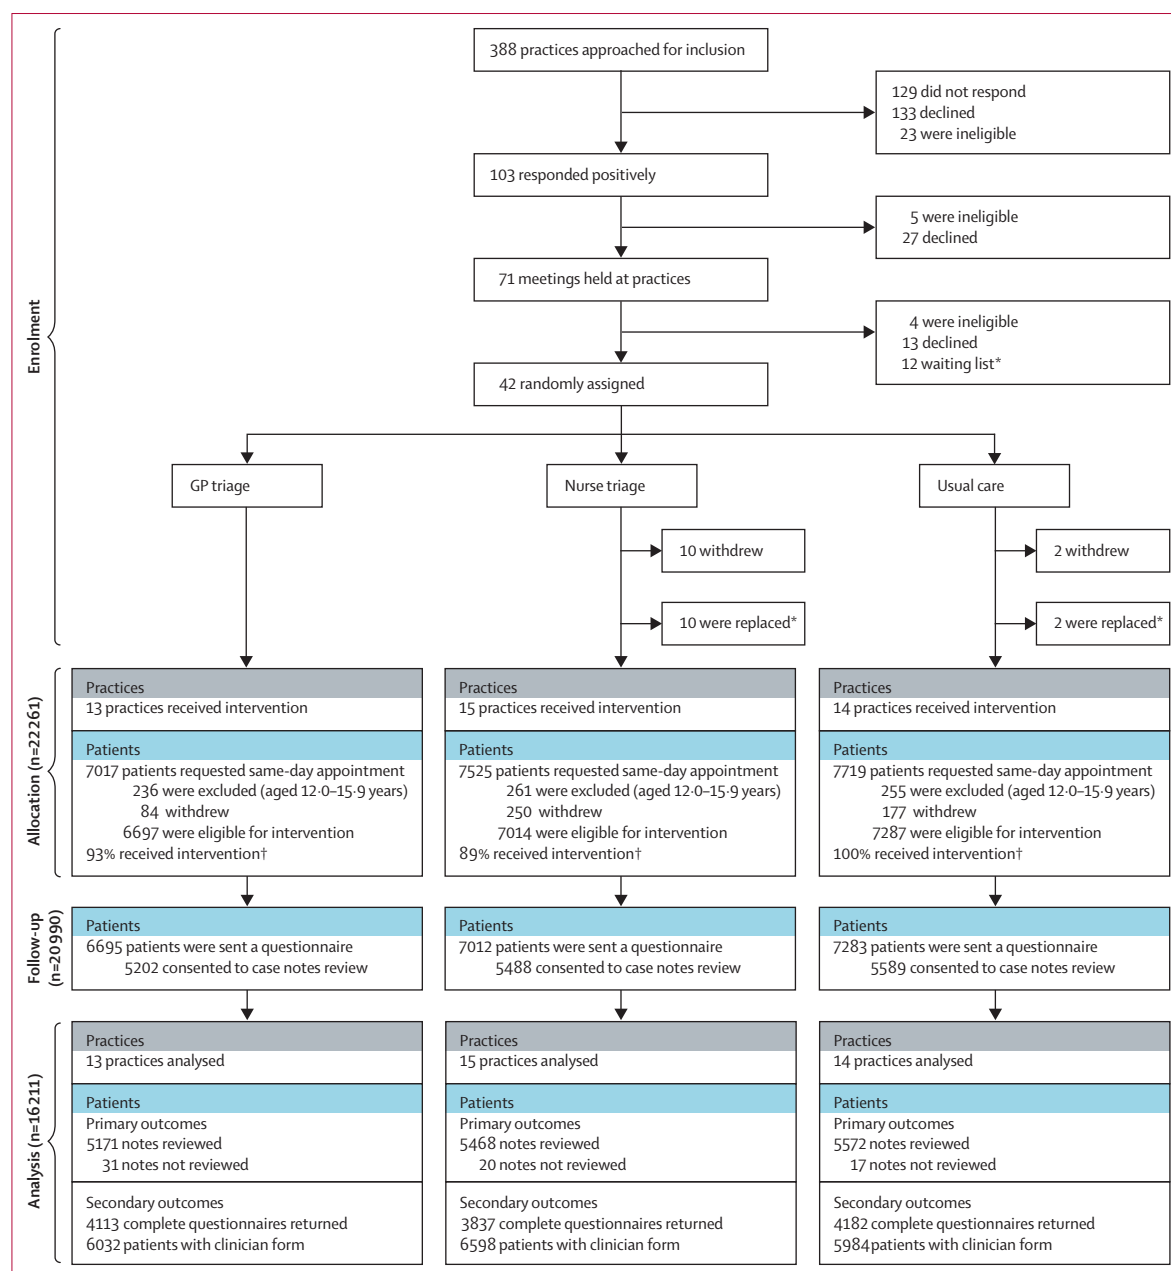 388 practices approached for inclusion
129 did not respond
133 declined
23 were ineligible
103 responded positively
5 were ineligible
27 declined
71 meetings held at practices
4 were ineligible
13 declined
12 waiting list*
42 randomly assigned
Enrolment
GP triage
Nurse triage
Usual care
10 withdrew
2 withdrew
10 were replaced*
2 were replaced*
Allocation (n=22261)
Practices
13 practices received intervention
Patients
7017 patients requested same-day appointment
236 were excluded (aged 12·0–15·9 years)
84 withdrew
6697 were eligible for intervention
93% received intervention†
Practices
15 practices received intervention
Patients
7525 patients requested same-day appointment
261 were excluded (aged 12·0–15·9 years)
250 withdrew
7014 were eligible for intervention
89% received intervention†
Practices
14 practices received intervention
Patients
7719 patients requested same-day appointment
255 were excluded (aged 12·0–15·9 years)
177 withdrew
7287 were eligible for intervention
100% received intervention†
Follow-up
(n=20990)
Patients
6695 patients were sent a questionnaire
5202 consented to case notes review
Patients
7012 patients were sent a questionnaire
5488 consented to case notes review
Patients
7283 patients were sent a questionnaire
5589 consented to case notes review
Analysis (n=16211)
Practices
13 practices analysed
Patients
Primary outcomes
5171 notes reviewed
31 notes not reviewed
Secondary outcomes
4113 complete questionnaires returned
6032 patients with clinician form
Practices
15 practices analysed
Patients
Primary outcomes
5468 notes reviewed
20 notes not reviewed
Secondary outcomes
3837 complete questionnaires returned
6598 patients with clinician form
Practices
14 practices analysed
Patients
Primary outcomes
5572 notes reviewed
17 notes not reviewed
Secondary outcomes
4182 complete questionnaires returned
5984 patients with clinician form